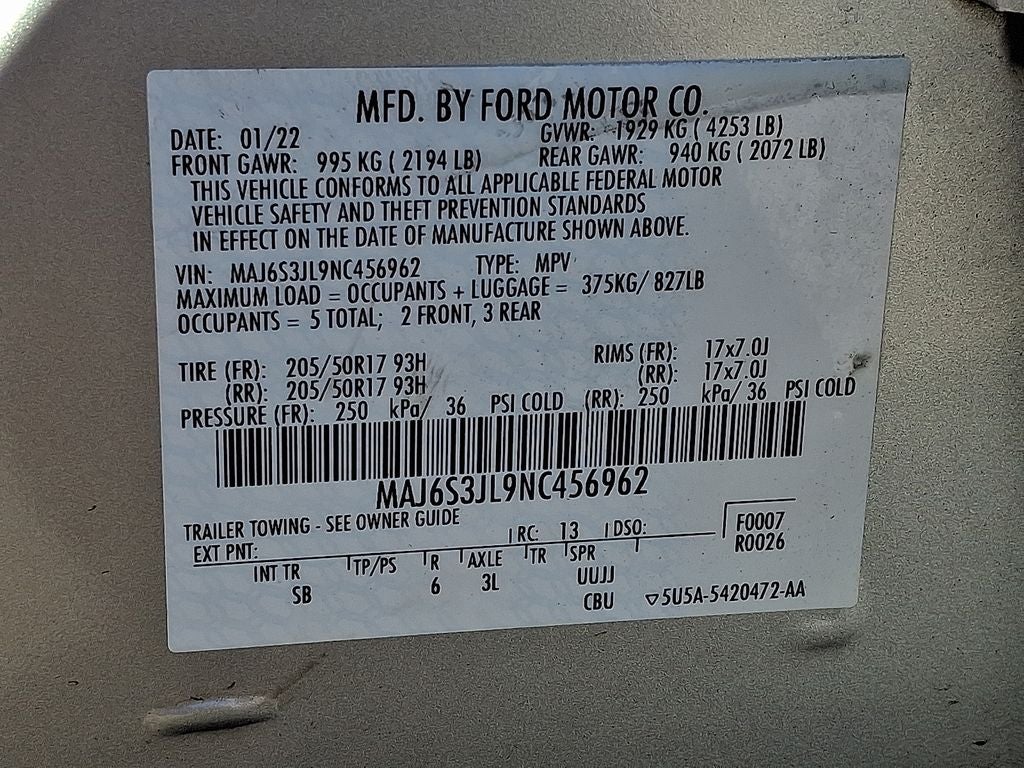 MFD. BY FORD MOTOR CO.
DATE: 01/22 GVWR: 1929 KG ( 4253 LB)
FRONT GAWR: 995 KG ( 2194 LB) REAR GAWR: 940 KG ( 2072 LB)
THIS VEHICLE CONFORMS TO ALL APPLICABLE FEDERAL MOTOR
VEHICLE SAFETY AND THEFT PREVENTION STANDARDS
IN EFFECT ON THE DATE OF MANUFACTURE SHOWN ABOVE.
VIN: MAJ6S3JL9NC456962 TYPE: MPV
MAXIMUM LOAD = OCCUPANTS + LUGGAGE = 375KG/ 827LB
OCCUPANTS = 5 TOTAL; 2 FRONT, 3 REAR
TIRE (FR): 205/50R17 93H RIMS (FR): 17x7.0J
(RR): 205/50R17 93H (RR): 17x7.0J
PRESSURE (FR): 250 kPa/ 36 PSI COLD (RR): 250 kPa/ 36 PSI COLD
MAJ6S3JL9NC456962
TRAILER TOWING - SEE OWNER GUIDE
EXT PNT: RC: 13 DSO: F0007
R0026
INT TR TP/PS R AXLE TR SPR
SB 6 3L UUJJ
CBU ▽5U5A-5420472-AA